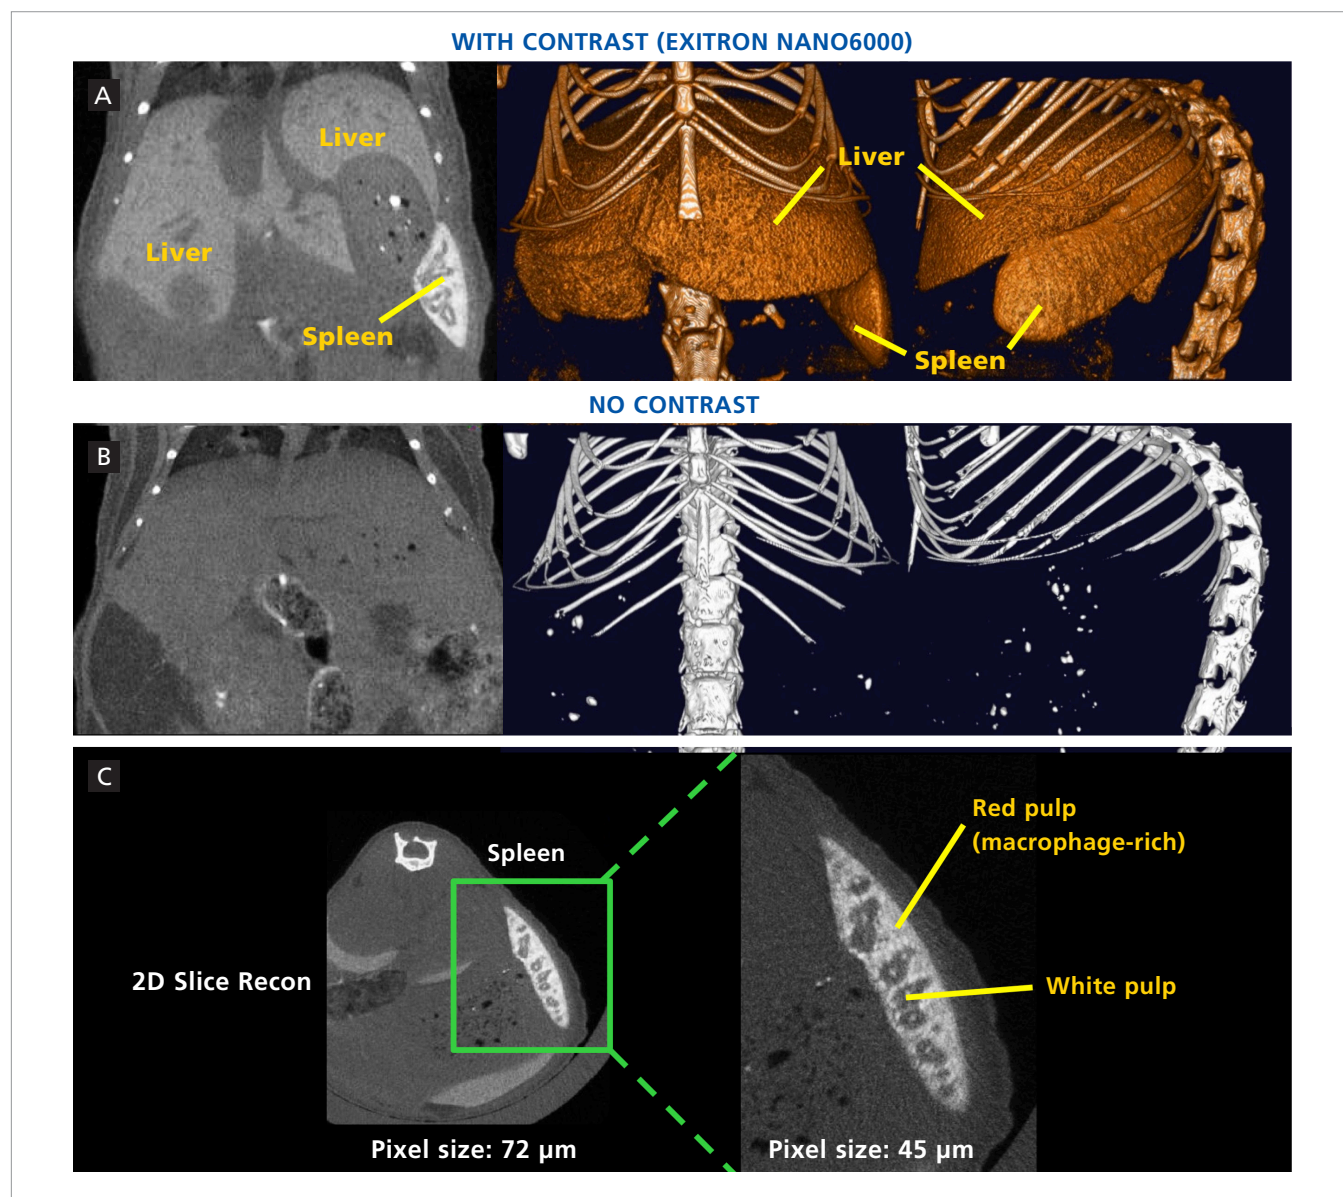 WITH CONTRAST (EXITRON NANO6000)
A
Liver
Liver
Spleen
Liver
Spleen
NO CONTRAST
B
C
Spleen
2D Slice Recon
Pixel size: 72 µm
Red pulp
(macrophage-rich)
White pulp
Pixel size: 45 µm